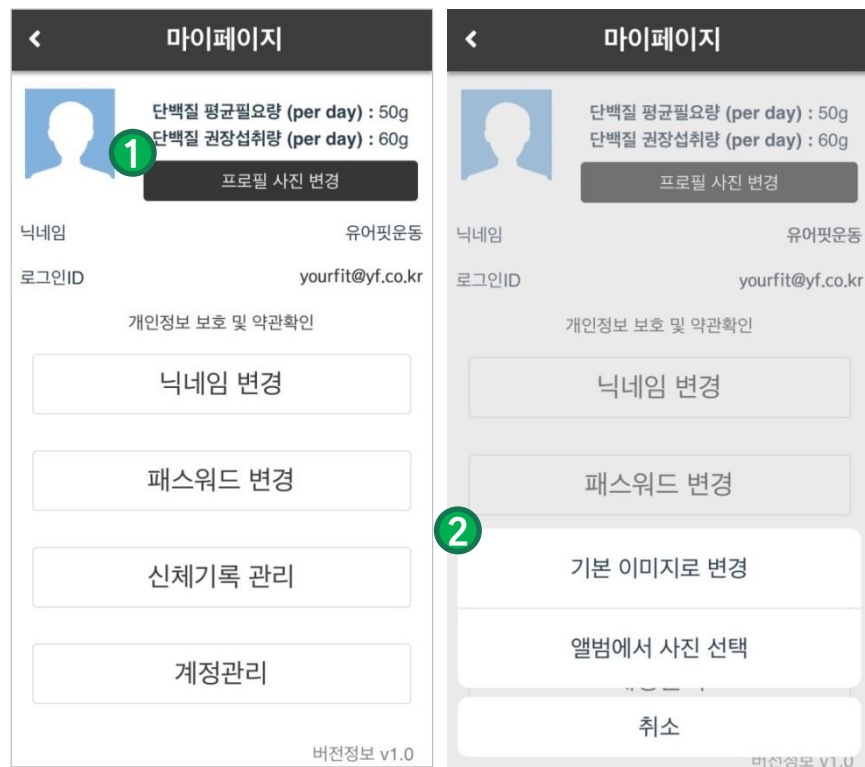 마이페이지
단백질 평균필요량 (per day) : 50g
1
단백질 권장섭취량 (per day) : 60g
프로필 사진 변경
닉네임 유어핏운동
로그인ID yourfit@yf.co.kr
개인정보 보호 및 약관확인
닉네임 변경
패스워드 변경
신체기록 관리
계정관리
버전정보 v1.0
마이페이지
단백질 평균필요량 (per day) : 50g
단백질 권장섭취량 (per day) : 60g
프로필 사진 변경
닉네임 유어핏운동
로그인ID yourfit@yf.co.kr
개인정보 보호 및 약관확인
닉네임 변경
패스워드 변경
2
기본 이미지로 변경
앨범에서 사진 선택
취소
버전정보 v1.0